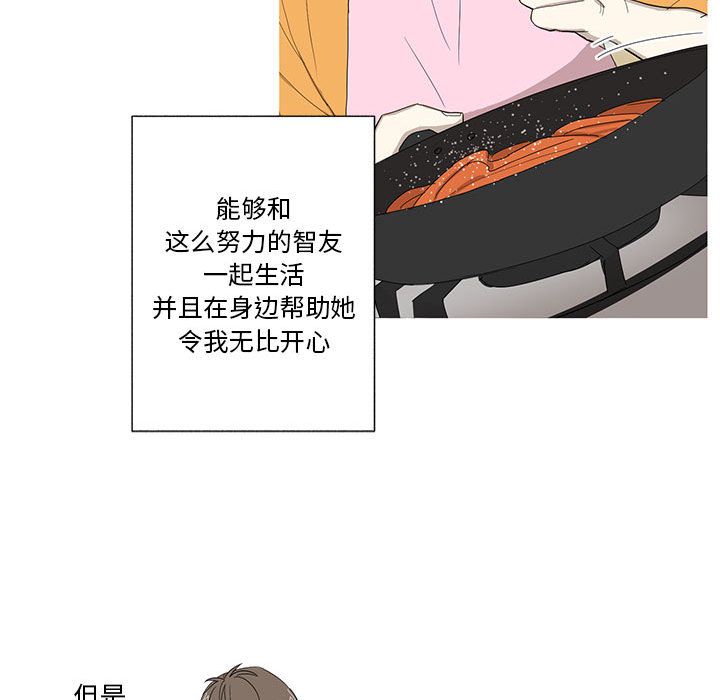 能够和
这么努力的智友
一起生活
并且在身边帮助她
令我无比开心
但是